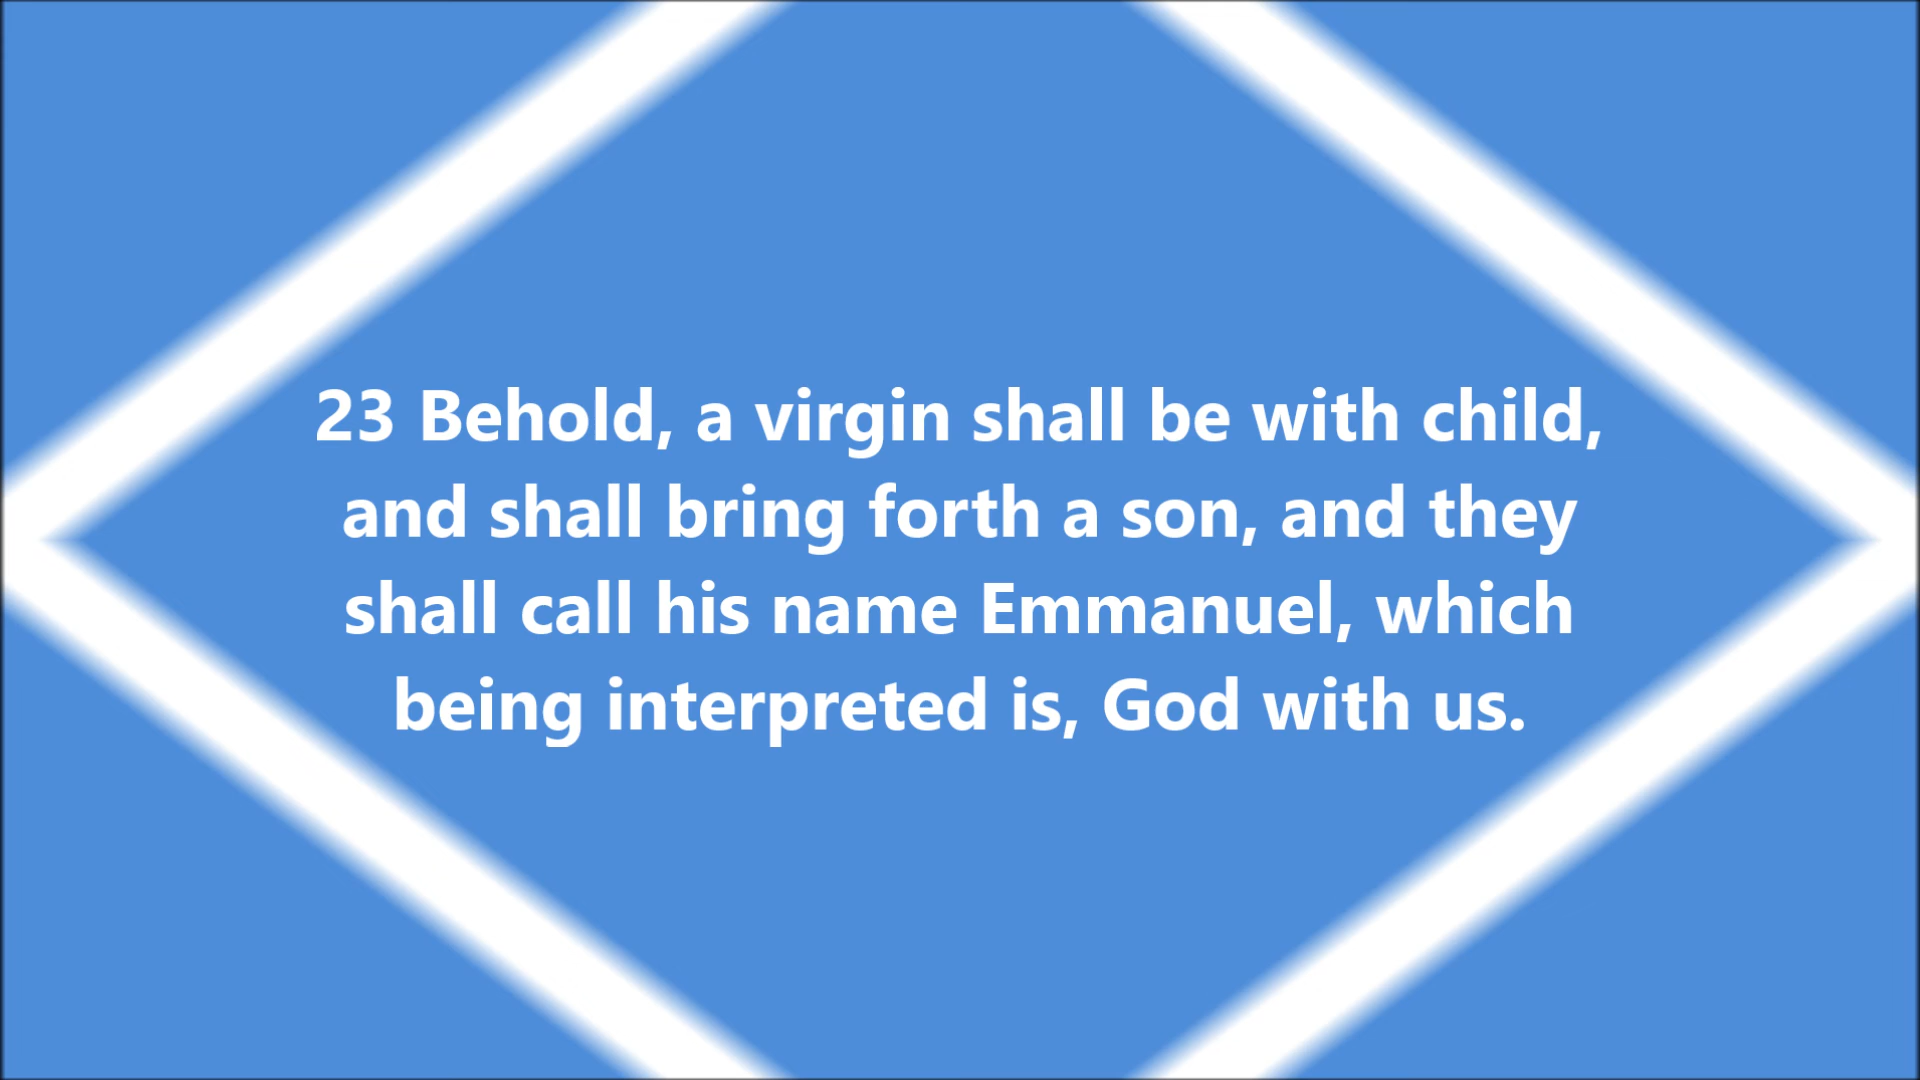 23 Behold, a virgin shall be with child,
and shall bring forth a son, and they
shall call his name Emmanuel, which
being interpreted is, God with us.